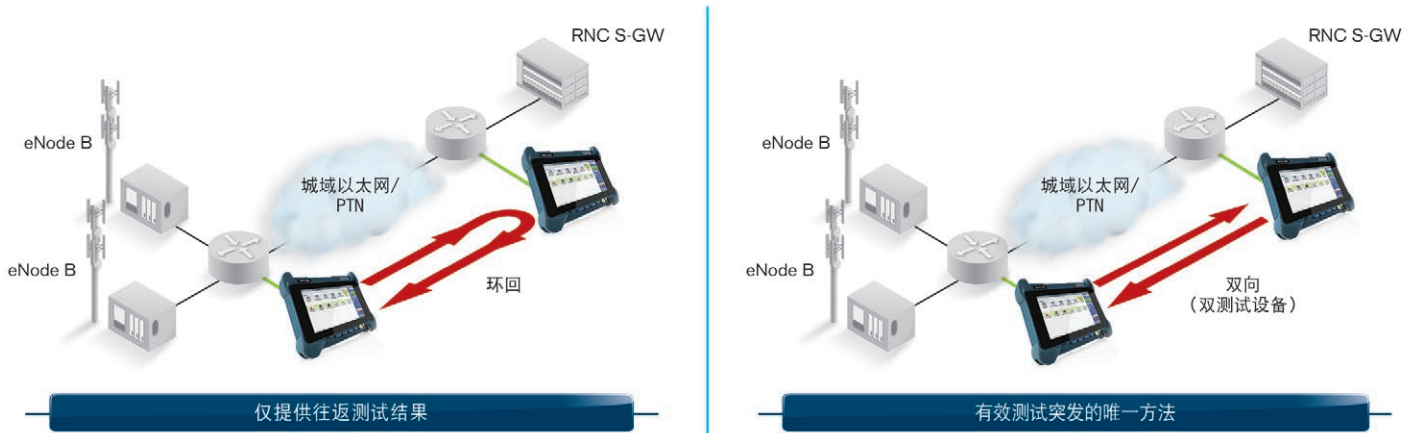 RNC S-GW
eNode B
城域以太网/
PTN
eNode B
环回
仅提供往返测试结果
RNC S-GW
eNode B
城域以太网/
PTN
eNode B
双向
（双测试设备）
有效测试突发的唯一方法